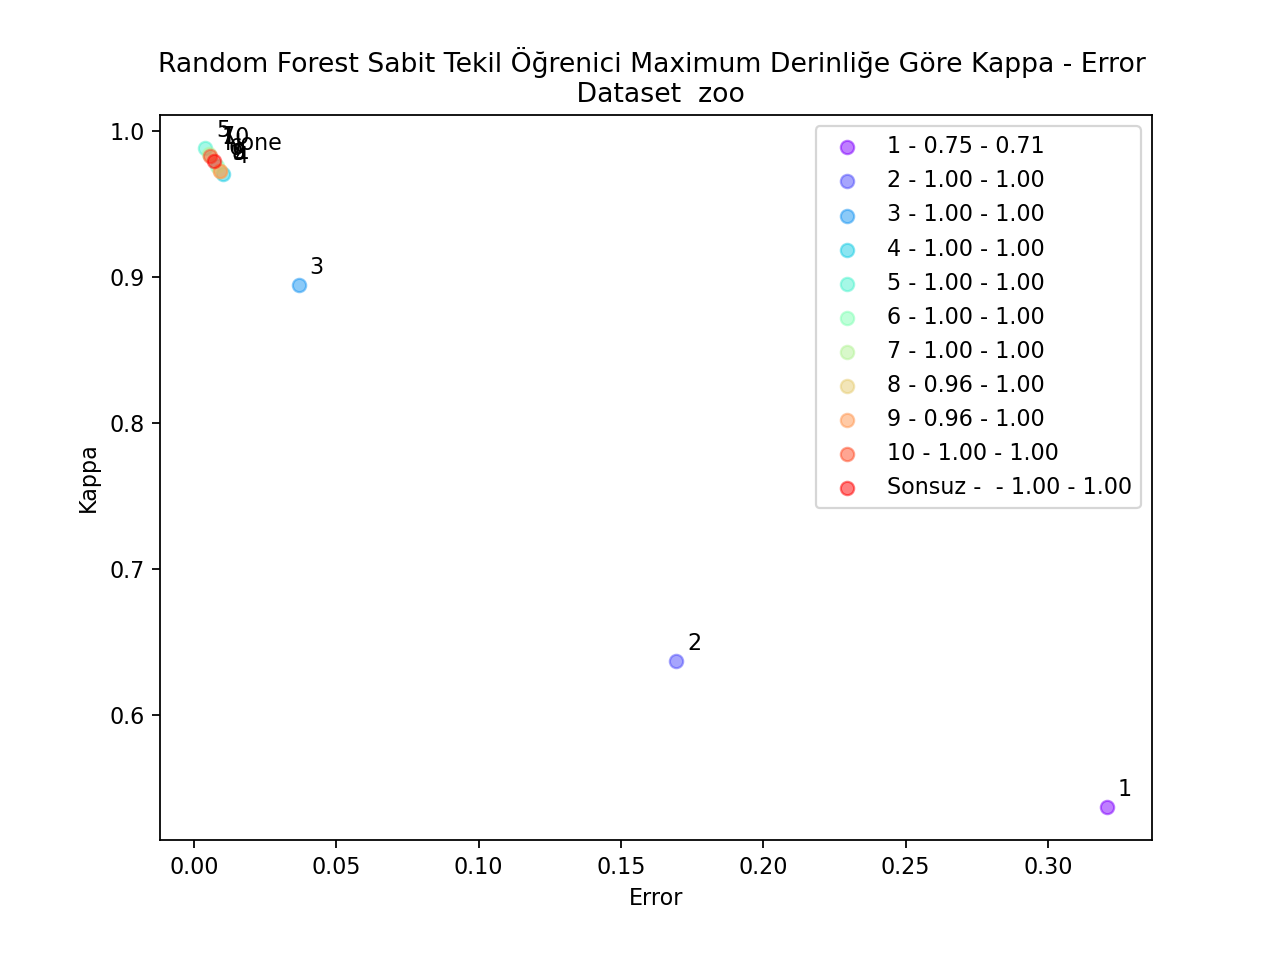 Random Forest Sabit Tekil Öğrenici Maximum Derinliğe Göre Kappa - Error
Dataset  zoo
1.0
0.9
0.8
0.7
0.6
Kappa
5
10
none
4
3
2
1
1 - 0.75 - 0.71
2 - 1.00 - 1.00
3 - 1.00 - 1.00
4 - 1.00 - 1.00
5 - 1.00 - 1.00
6 - 1.00 - 1.00
7 - 1.00 - 1.00
8 - 0.96 - 1.00
9 - 0.96 - 1.00
10 - 1.00 - 1.00
Sonsuz -  - 1.00 - 1.00
0.00 0.05 0.10 0.15 0.20 0.25 0.30
Error